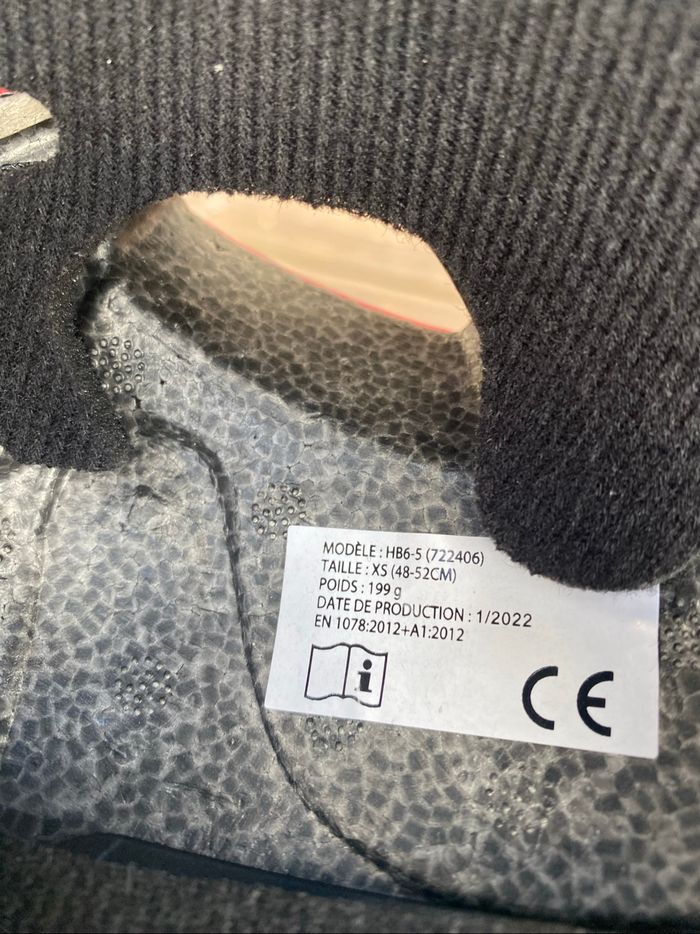 MODÈLE : HB6-5 (722406)
TAILLE : XS (48-52CM)
POIDS : 199 g
DATE DE PRODUCTION : 1/2022
EN 1078:2012+A1:2012
i
CE